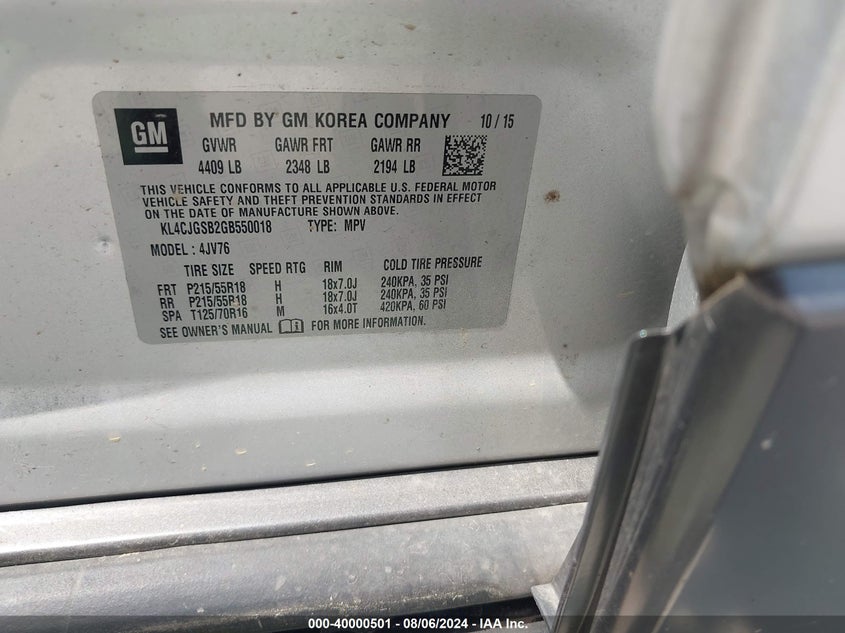 GM
MFD BY GM KOREA COMPANY 10 / 15
GVWR GAWR FRT GAWR RR
4409 LB 2348 LB 2194 LB
THIS VEHICLE CONFORMS TO ALL APPLICABLE U.S. FEDERAL MOTOR
VEHICLE SAFETY AND THEFT PREVENTION STANDARDS IN EFFECT
ON THE DATE OF MANUFACTURE SHOWN ABOVE.
KL4CJGSB2GB550018 TYPE: MPV
MODEL : 4JV76
TIRE SIZE SPEED RTG RIM COLD TIRE PRESSURE
FRT P215/55R18 H 18x7.0J 240KPA, 35 PSI
RR P215/55R18 H 18x7.0J 240KPA, 35 PSI
SPA T125/70R16 M 16x4.0T 420KPA, 60 PSI
SEE OWNER'S MANUAL FOR MORE INFORMATION.
000-40000501 - 08/06/2024 - IAA Inc.